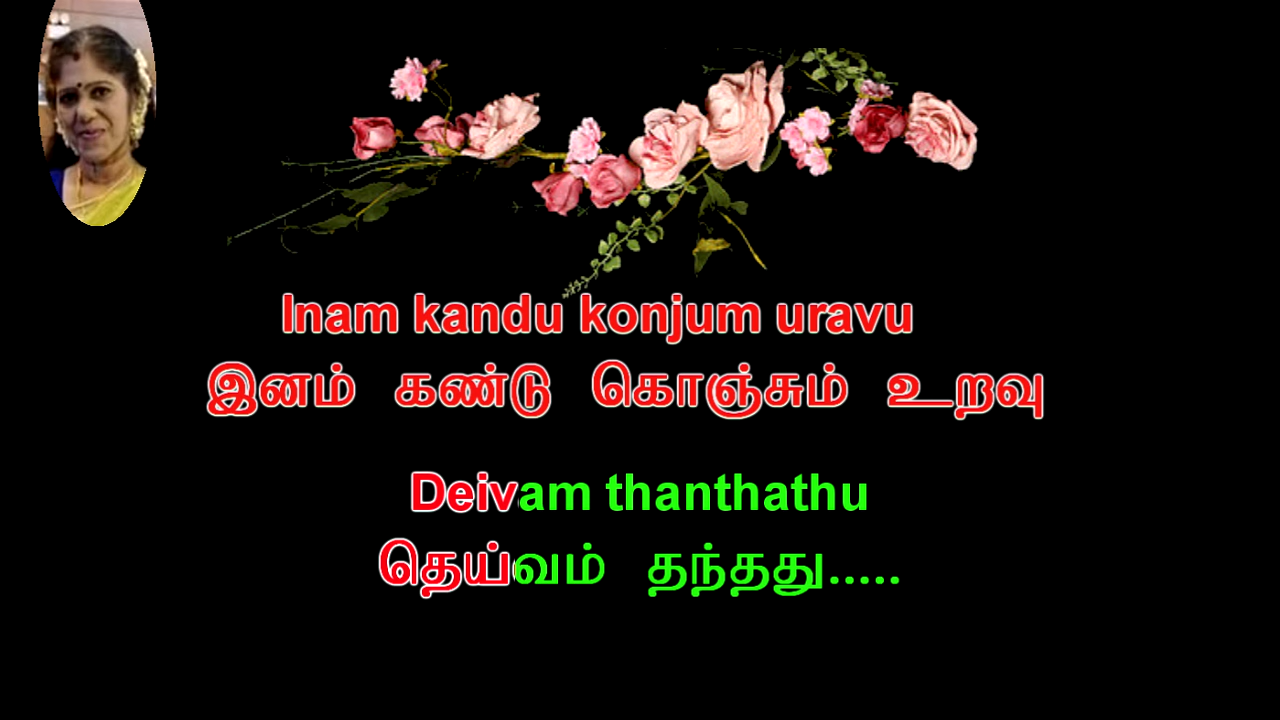 Inam kandu konjum uravu
இனம் கண்டு கொஞ்சும் உறவு
Deivam thanthathu
தெய்வம் தந்தது.....